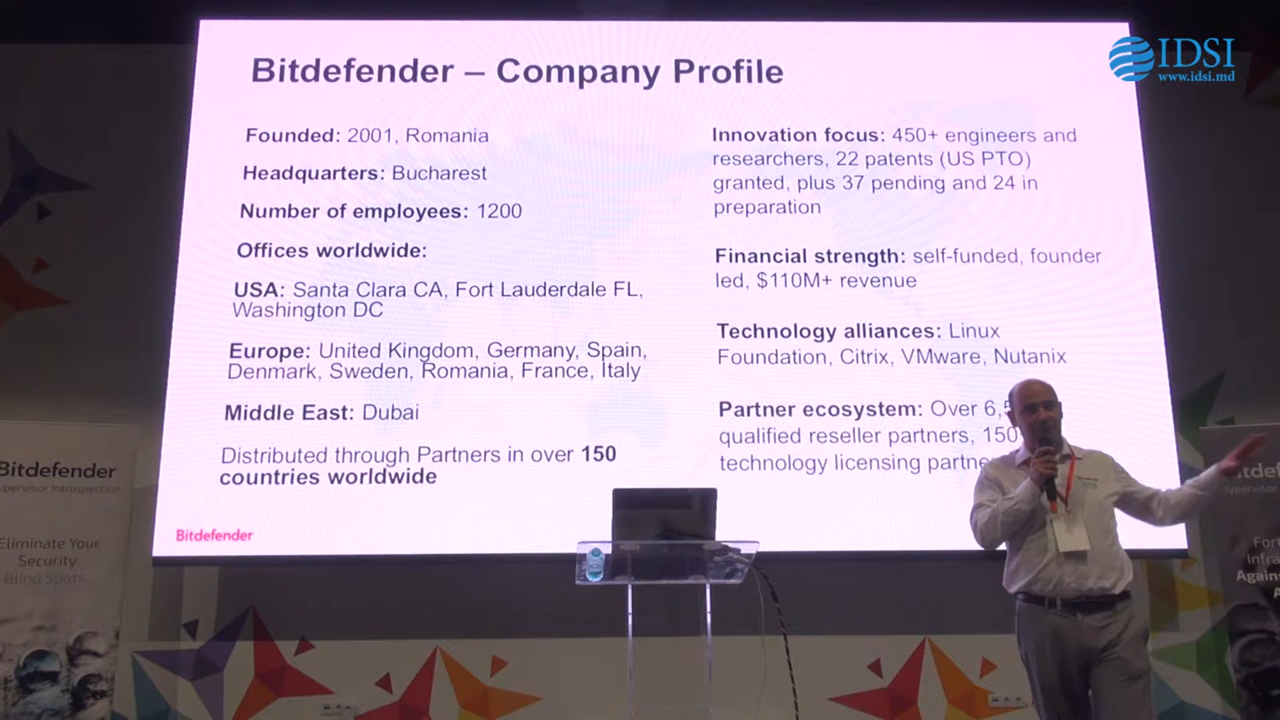 Bitdefender – Company Profile
IDSI
www.idsi.md
Founded: 2001, Romania
Headquarters: Bucharest
Number of employees: 1200
Offices worldwide:
USA: Santa Clara CA, Fort Lauderdale FL,
Washington DC
Europe: United Kingdom, Germany, Spain,
Denmark, Sweden, Romania, France, Italy
Middle East: Dubai
Distributed through Partners in over 150
countries worldwide
Bitdefender
Innovation focus: 450+ engineers and
researchers, 22 patents (US PTO)
granted, plus 37 pending and 24 in
preparation
Financial strength: self-funded, founder
led, $110M+ revenue
Technology alliances: Linux
Foundation, Citrix, VMware, Nutanix
Partner ecosystem: Over
qualified reseller partners, 150
technology licensing
Bitdefender
Introspection
Eliminate Your
Security
Blind Spots